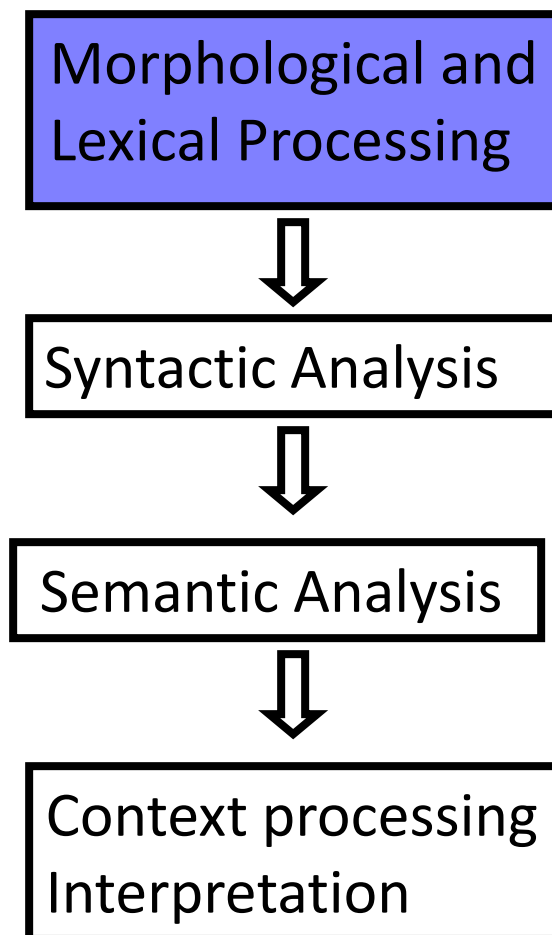 Morphological and
Lexical Processing
Syntactic Analysis
Semantic Analysis
Context processing
Interpretation